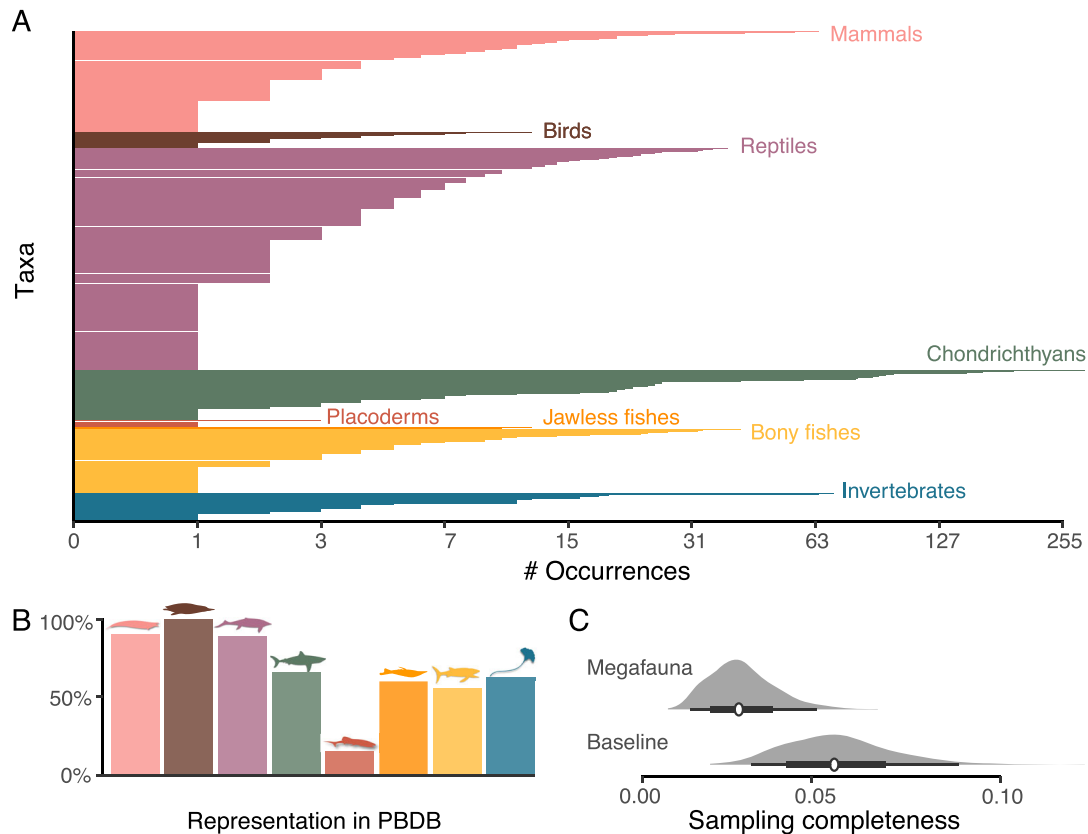 A
Mammals
Birds
Reptiles
Taxa
Chondrichthyans
Placoderms
Jawless fishes
Bony fishes
Invertebrates
0 1 3 7 15 31 63 127 255
# Occurrences
B
100%
50%
0%
Representation in PBDB
C
Megafauna
Baseline
0.00 0.05 0.10
Sampling completeness